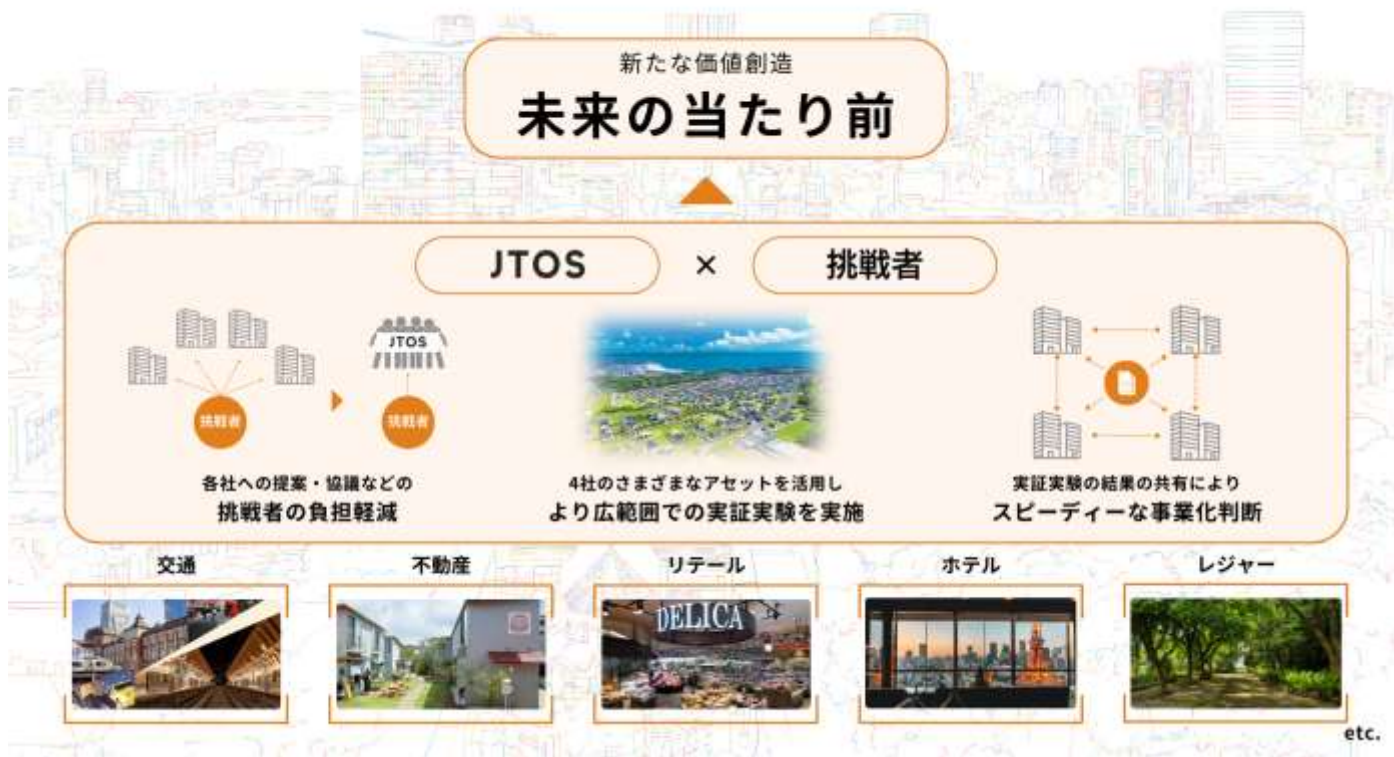 新たな価値創造
未来の当たり前
JTOS
×
挑戦者
JTOS
挑戦者
挑戦者
各社への提案・協議などの
挑戦者の負担軽減
4社のさまざまなアセットを活用し
より広範囲での実証実験を実施
実証実験の結果の共有により
スピーディーな事業化判断
交通
不動産
リテール
ホテル
レジャー
DELICA
etc.